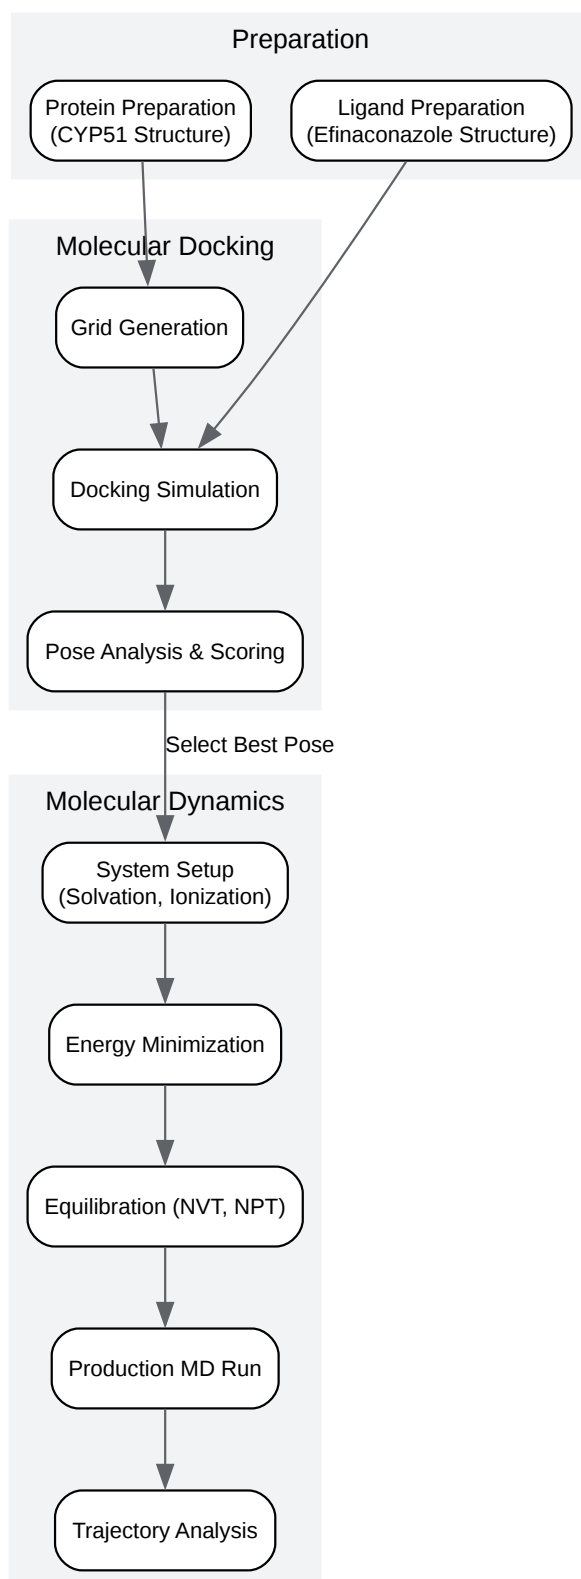 Preparation
Protein Preparation
(CYP51 Structure)
Ligand Preparation
(Efinaconazole Structure)
Molecular Docking
Grid Generation
Docking Simulation
Pose Analysis & Scoring
Select Best Pose
Molecular Dynamics
System Setup
(Solvation, Ionization)
Energy Minimization
Equilibration (NVT, NPT)
Production MD Run
Trajectory Analysis